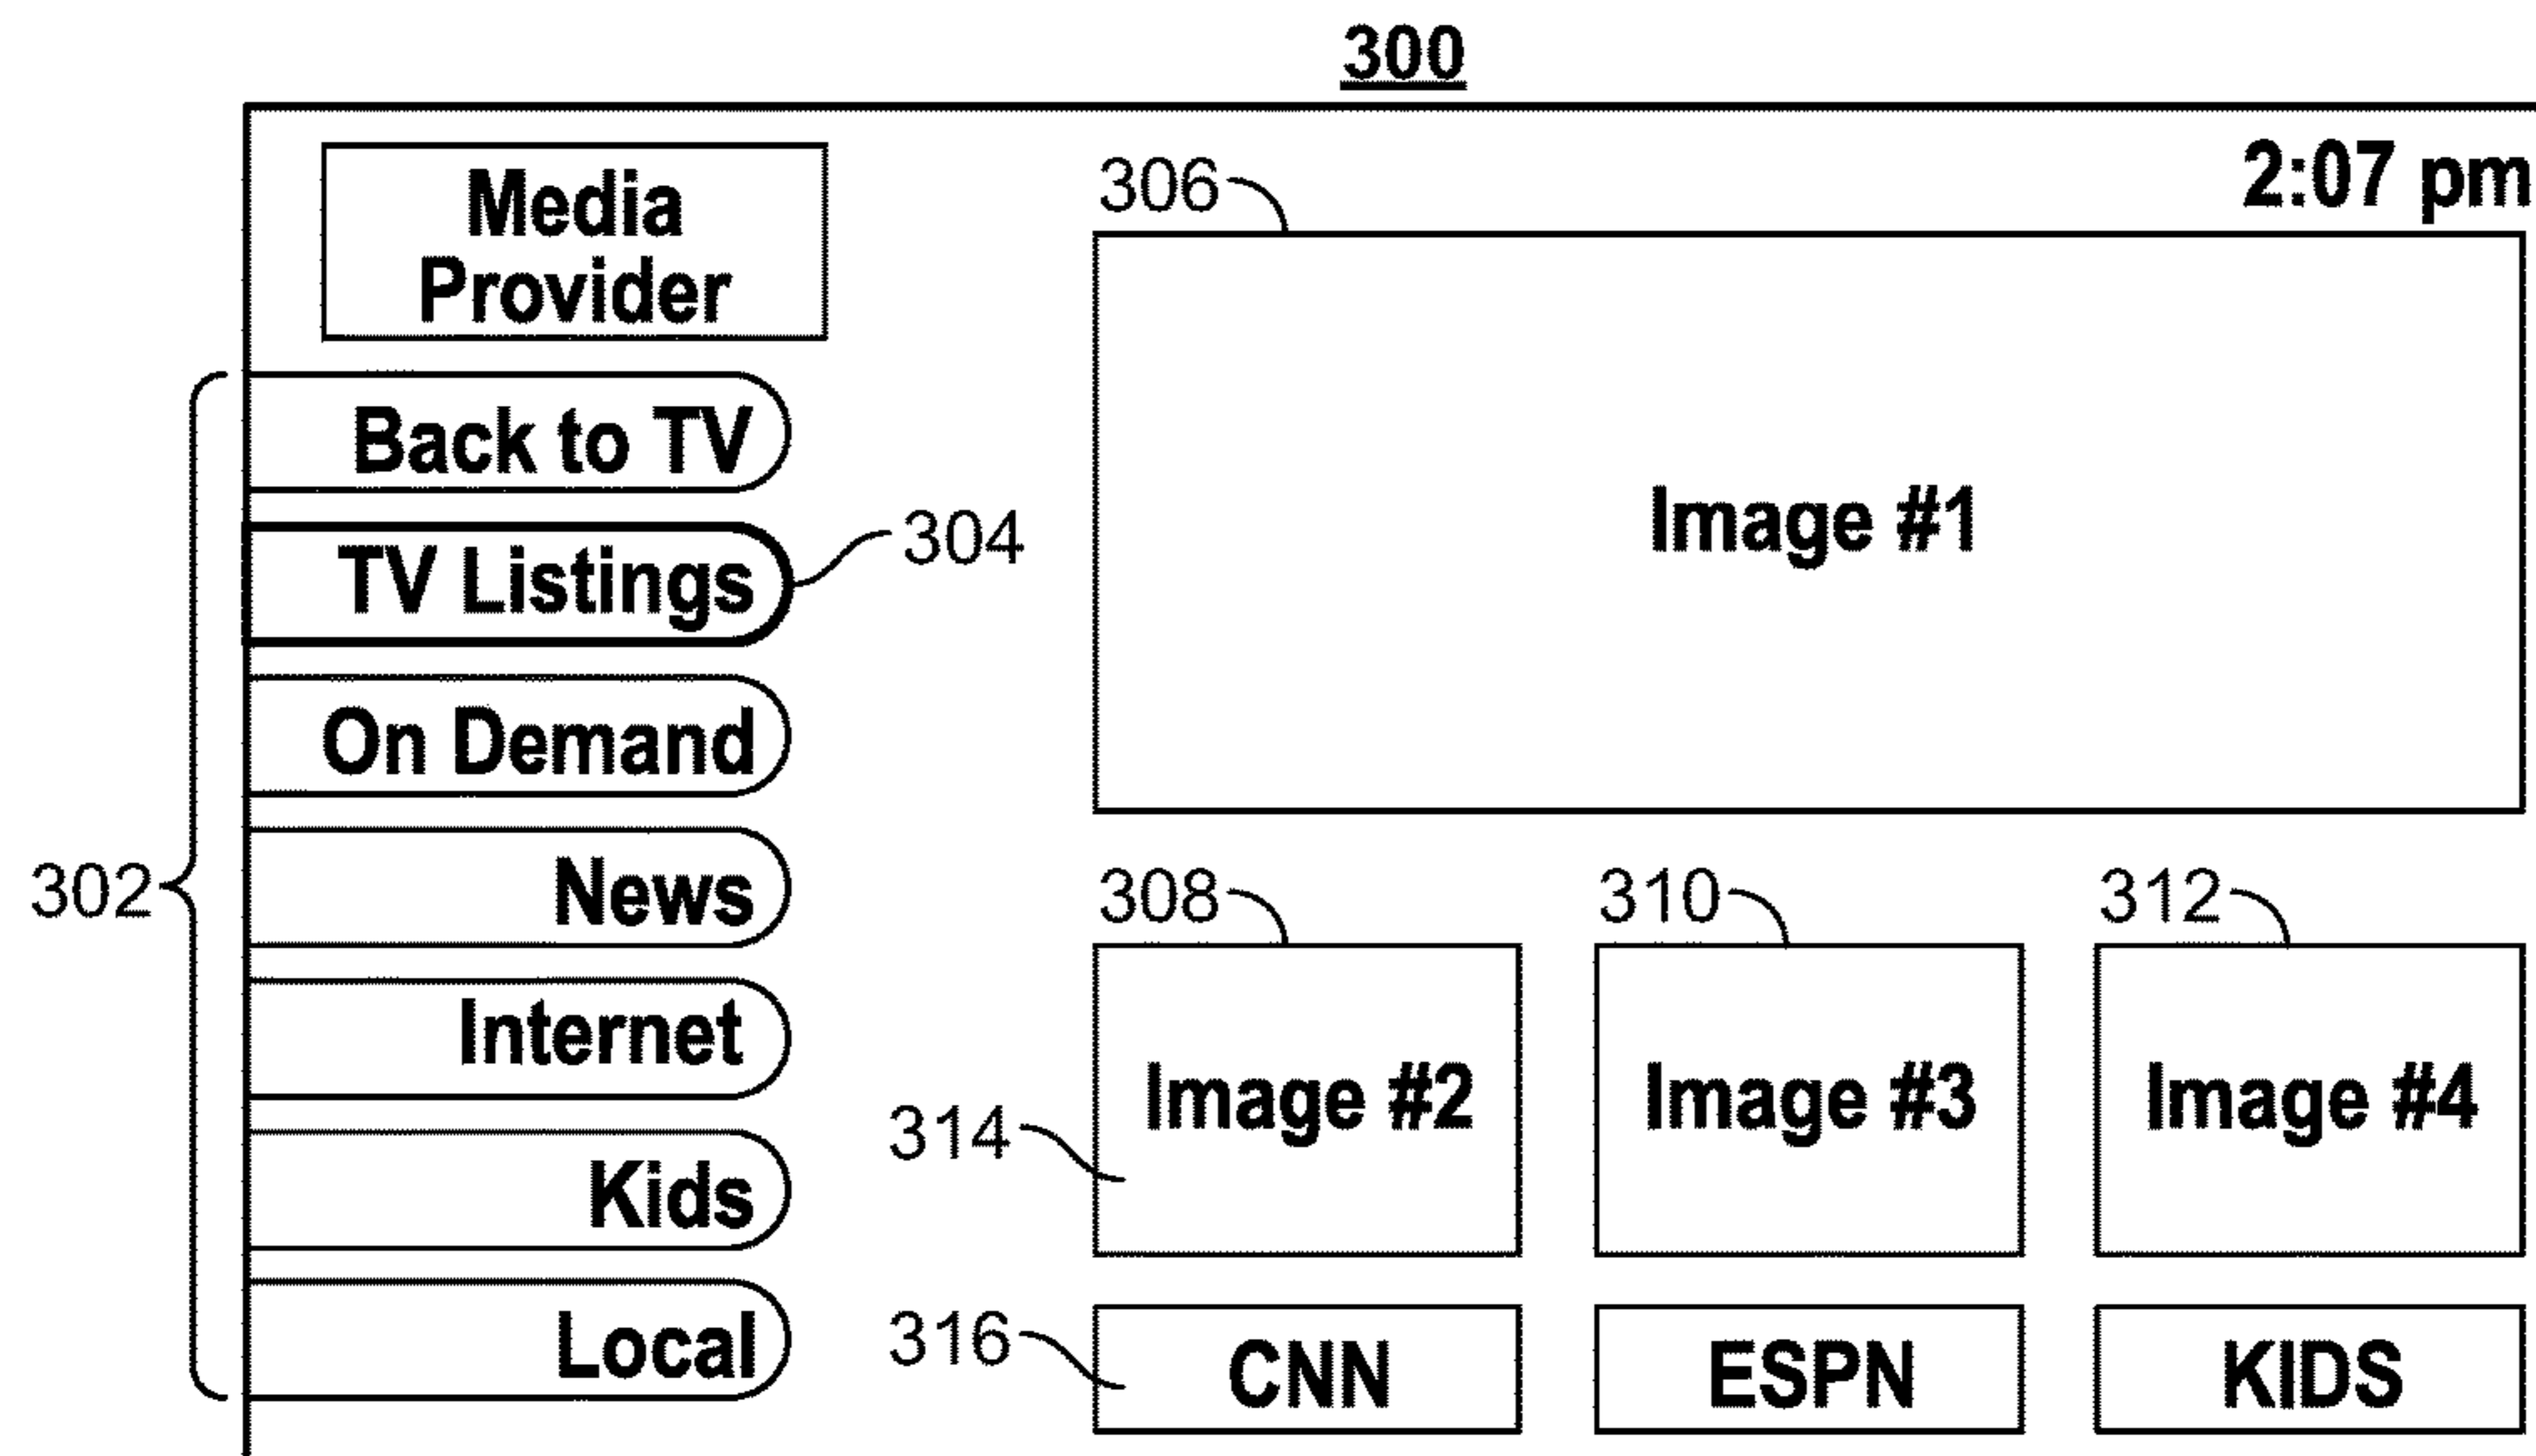 300
Media
Provider
2:07 pm
306
Image #1
Back to TV
304
TV Listings
On Demand
302
News
Internet
Kids
Local
308
310
312
314
Image #2
Image #3
Image #4
316
CNN
ESPN
KIDS